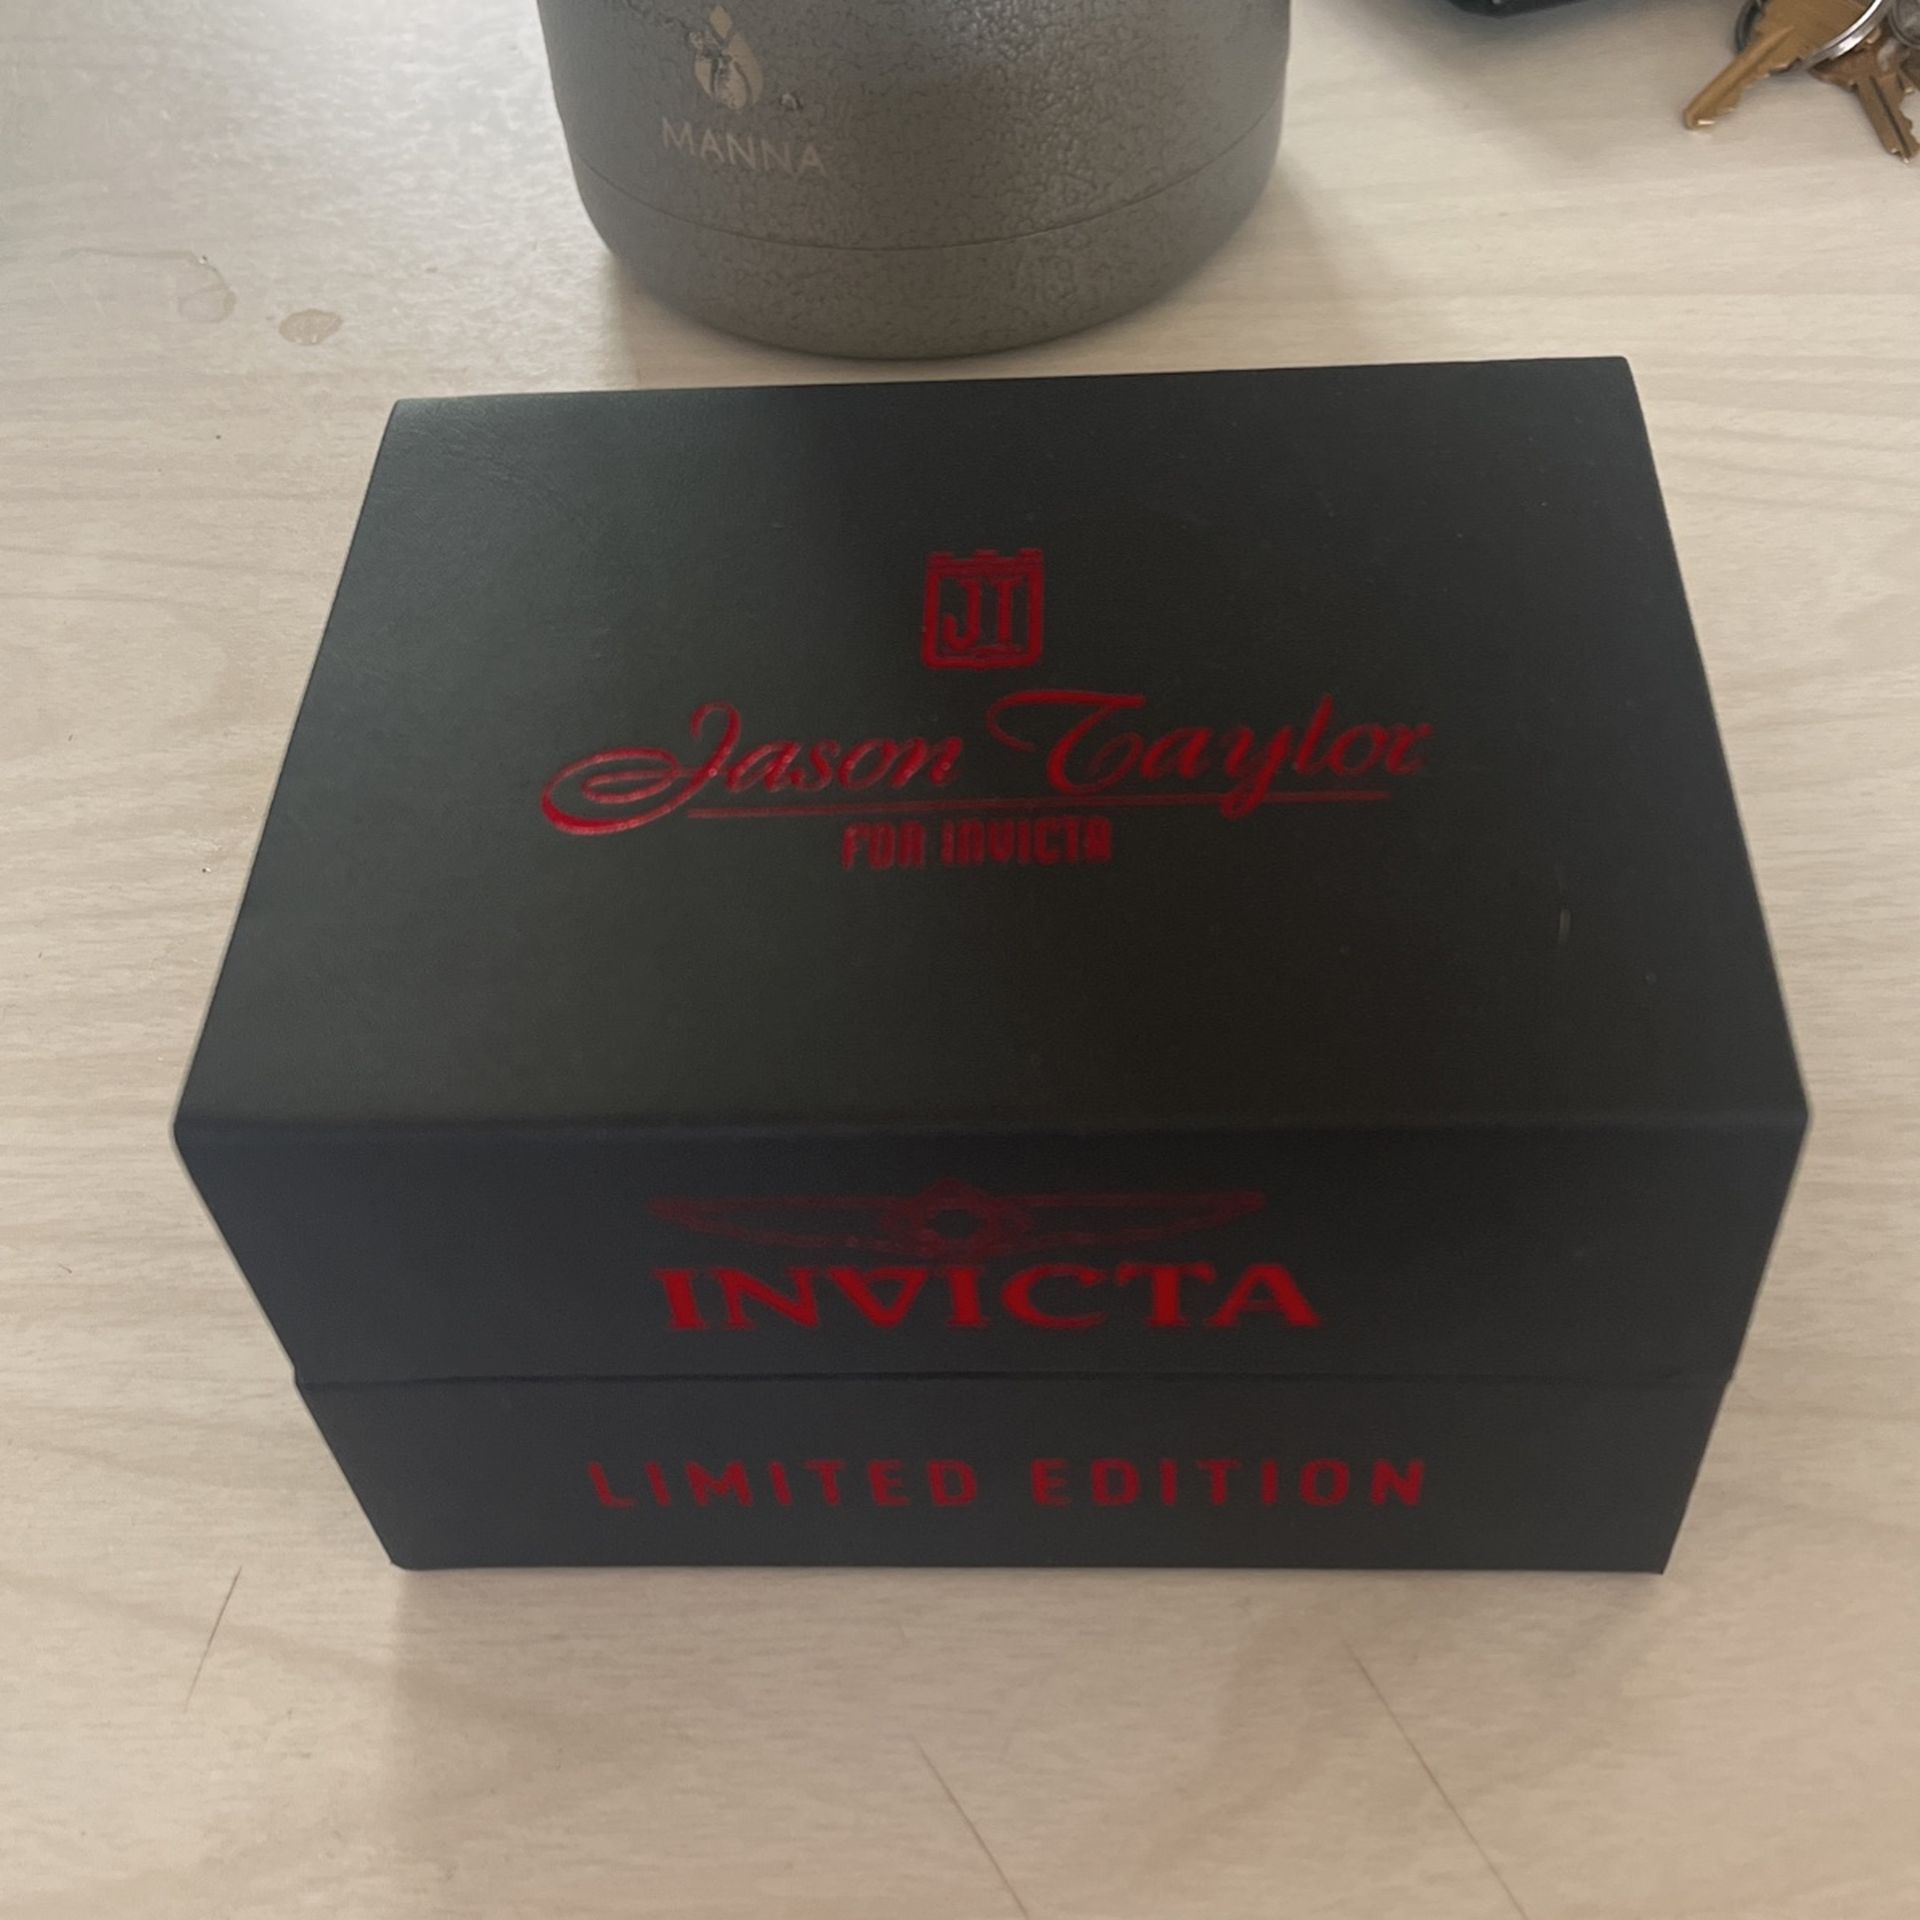 MANNA
JT
Jason Taylor
FOR INVICTA
INVICTA
LIMITED EDITION